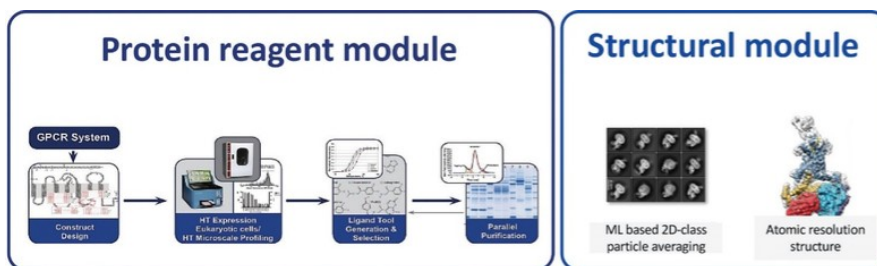 Protein reagent module
GPCR System
Construct
Design
HT Expression
Eukaryotic cells/
HT Microscale Profiling
Ligand Tool
Generation &
Selection
Parallel
Purification
Structural module
ML based 2D-class
particle averaging
Atomic resolution
structure